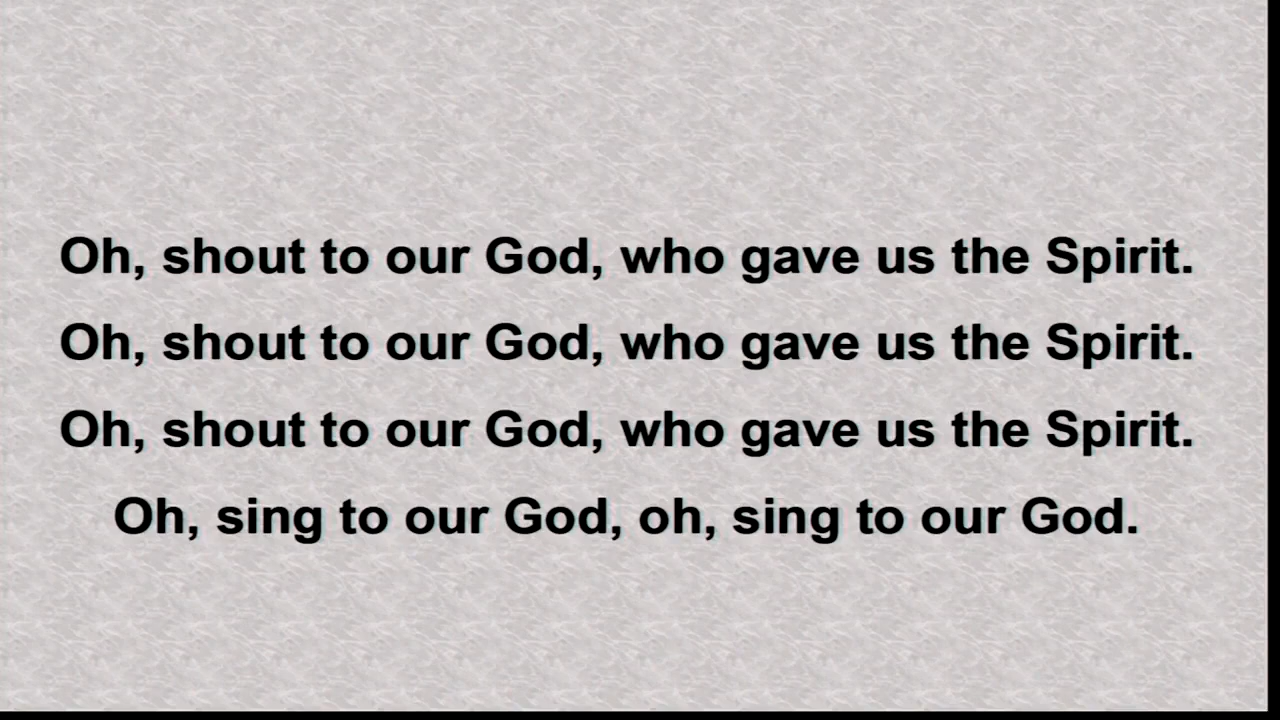 Oh, shout to our God, who gave us the Spirit.
Oh, shout to our God, who gave us the Spirit.
Oh, shout to our God, who gave us the Spirit.
Oh, sing to our God, oh, sing to our God.